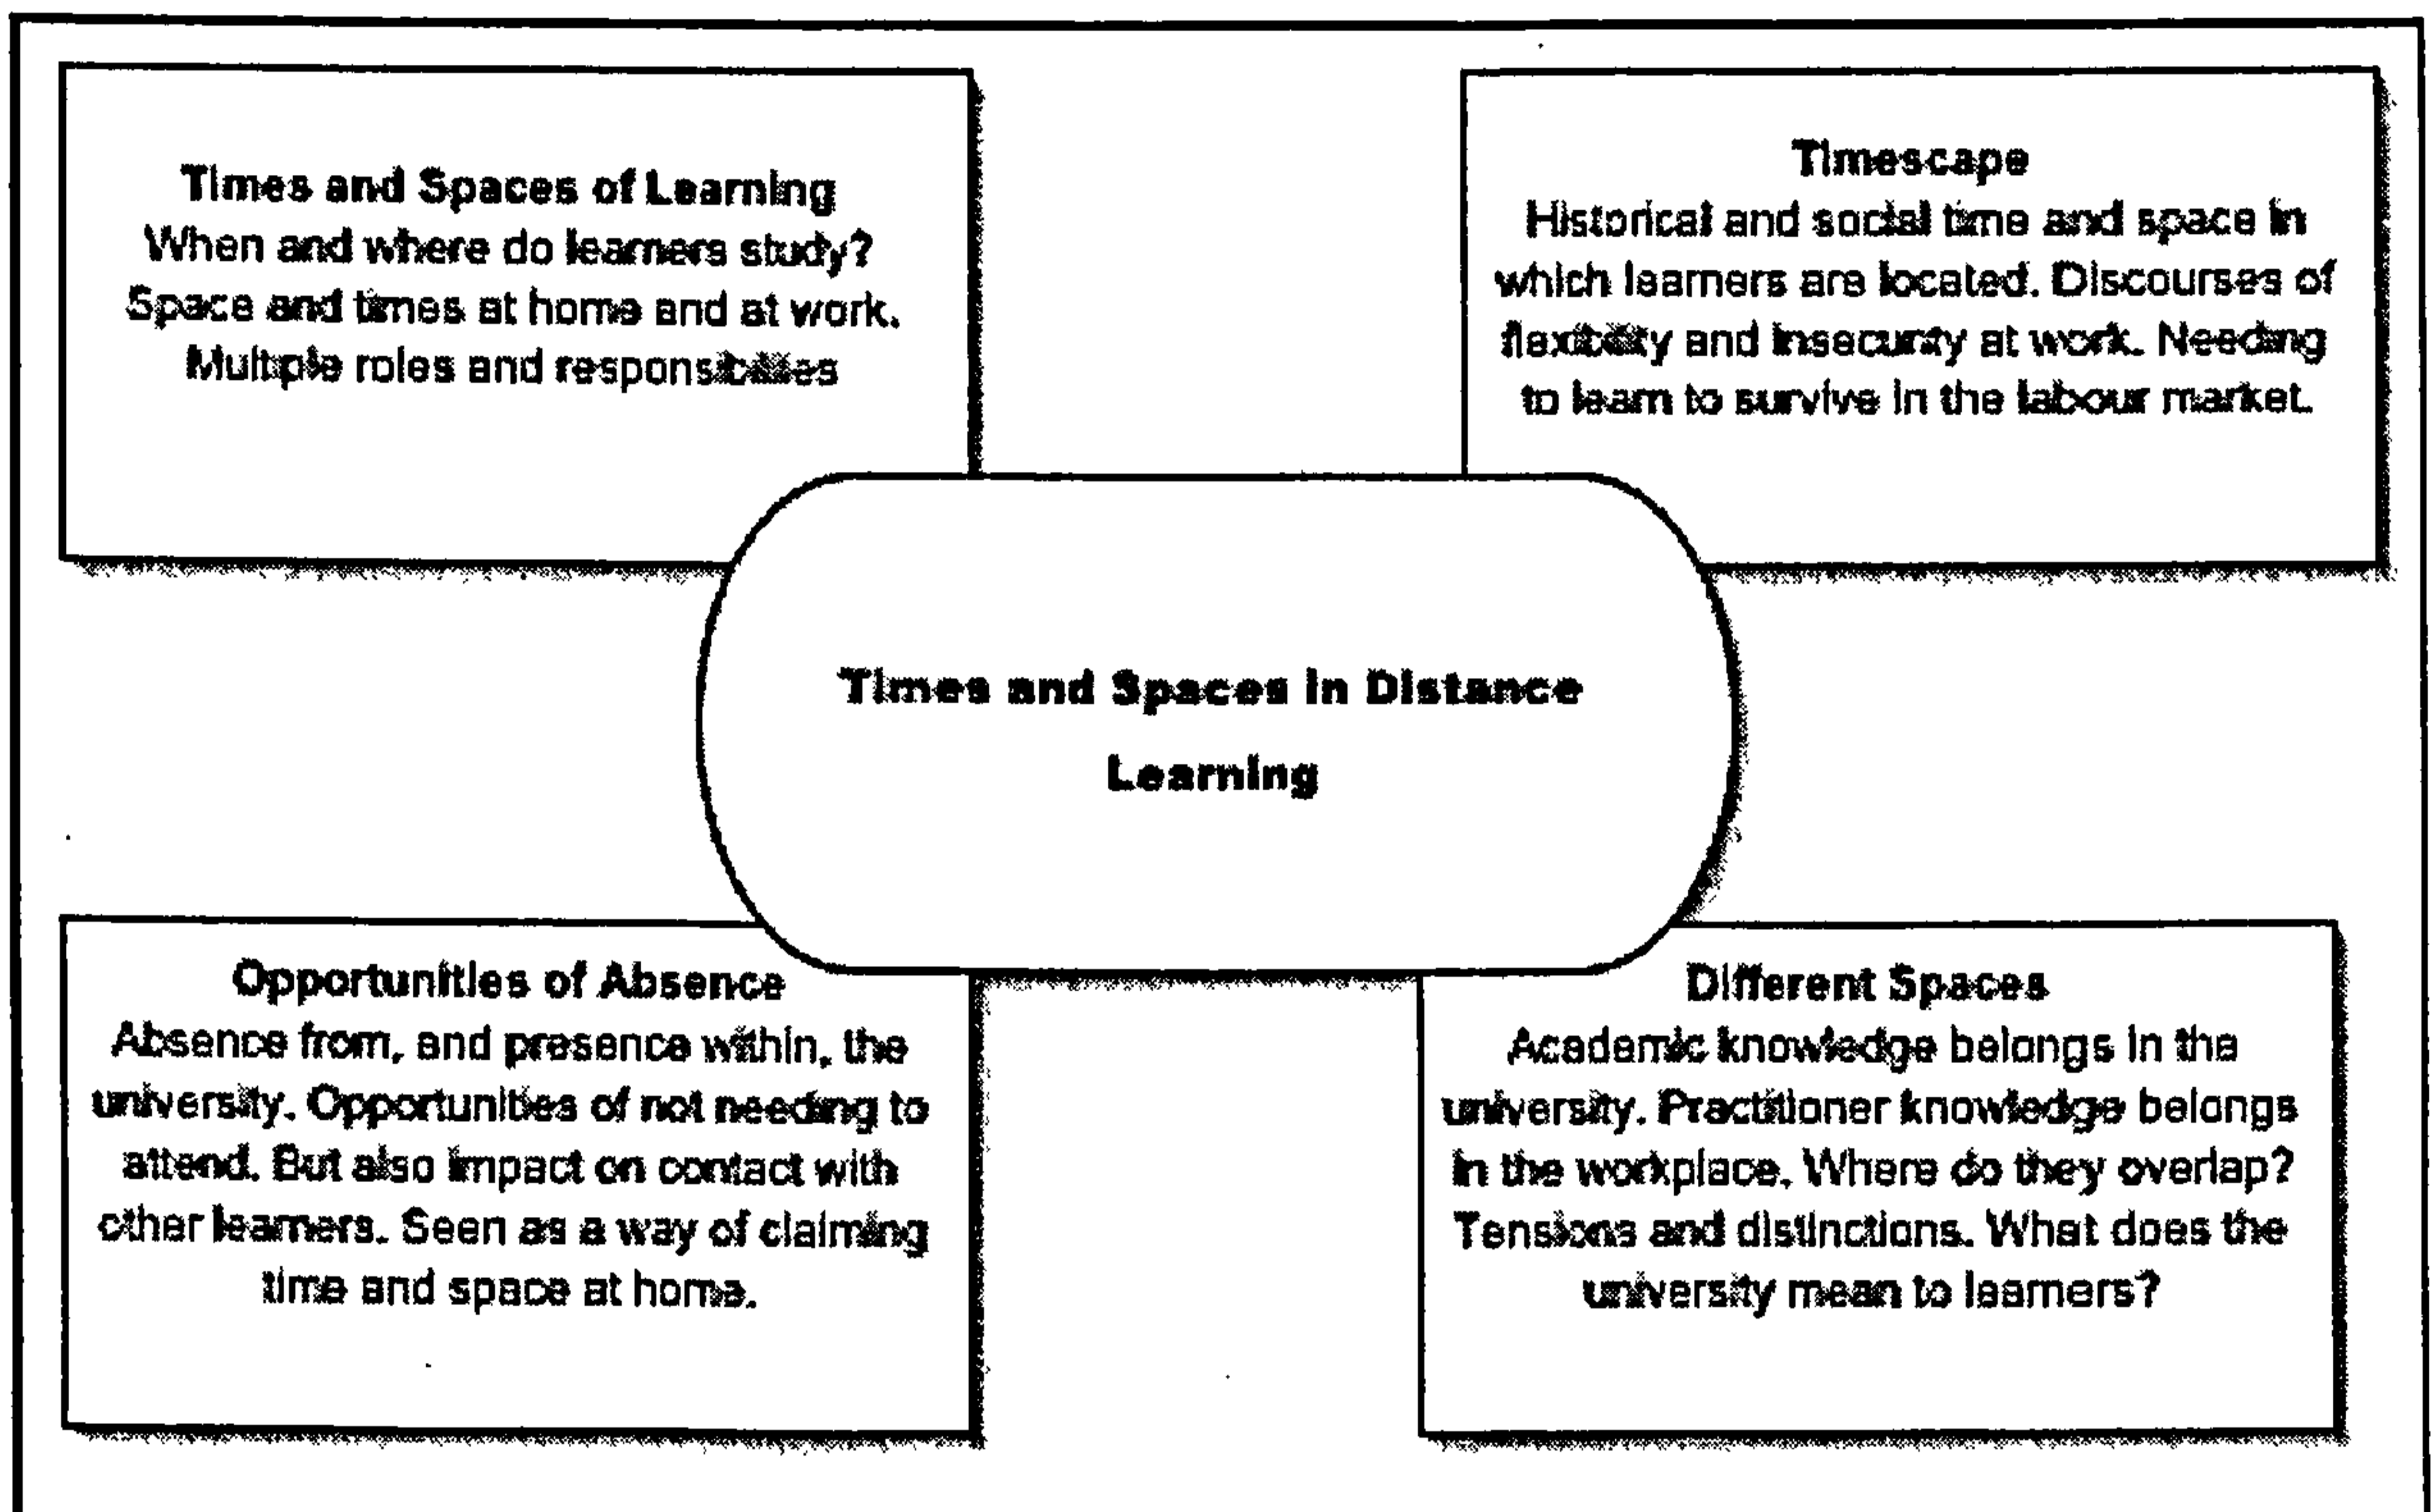 Times and Spaces of Learning
When and where do learners study?
Space and times at home and at work.
Multiple roles and responsibilities
Timescape
Historical and social time and space in
which learners are located. Discourses of
flexibility and insecurity at work. Needing
to learn to survive in the labour market.
Times and Spaces in Distance
Learning
Opportunities of Absence
Absence from, and presence within, the
university. Opportunities of not needing to
attend. But also impact on contact with
other learners. Seen as a way of claiming
time and space at home.
Different Spaces
Academic knowledge belongs in the
university. Practitioner knowledge belongs
in the workplace. Where do they overlap?
Tensions and distinctions. What does the
university mean to learners?